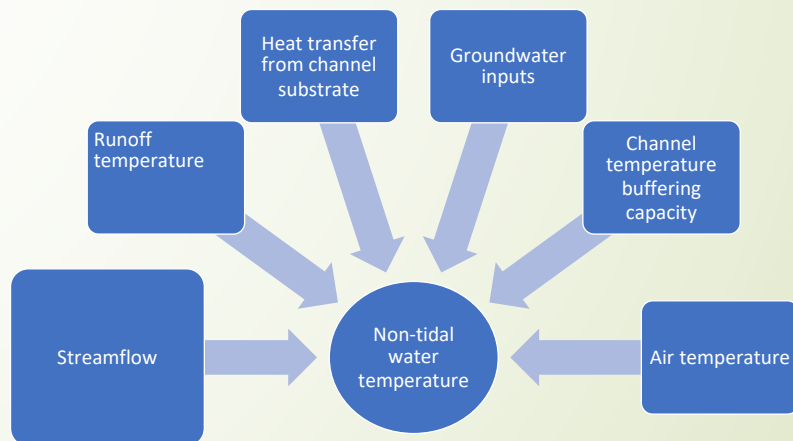 Heat transfer
from channel
substrate
Groundwater
inputs
Runoff
temperature
Channel
temperature
buffering
capacity
Streamflow
Non-tidal
water
temperature
Air temperature